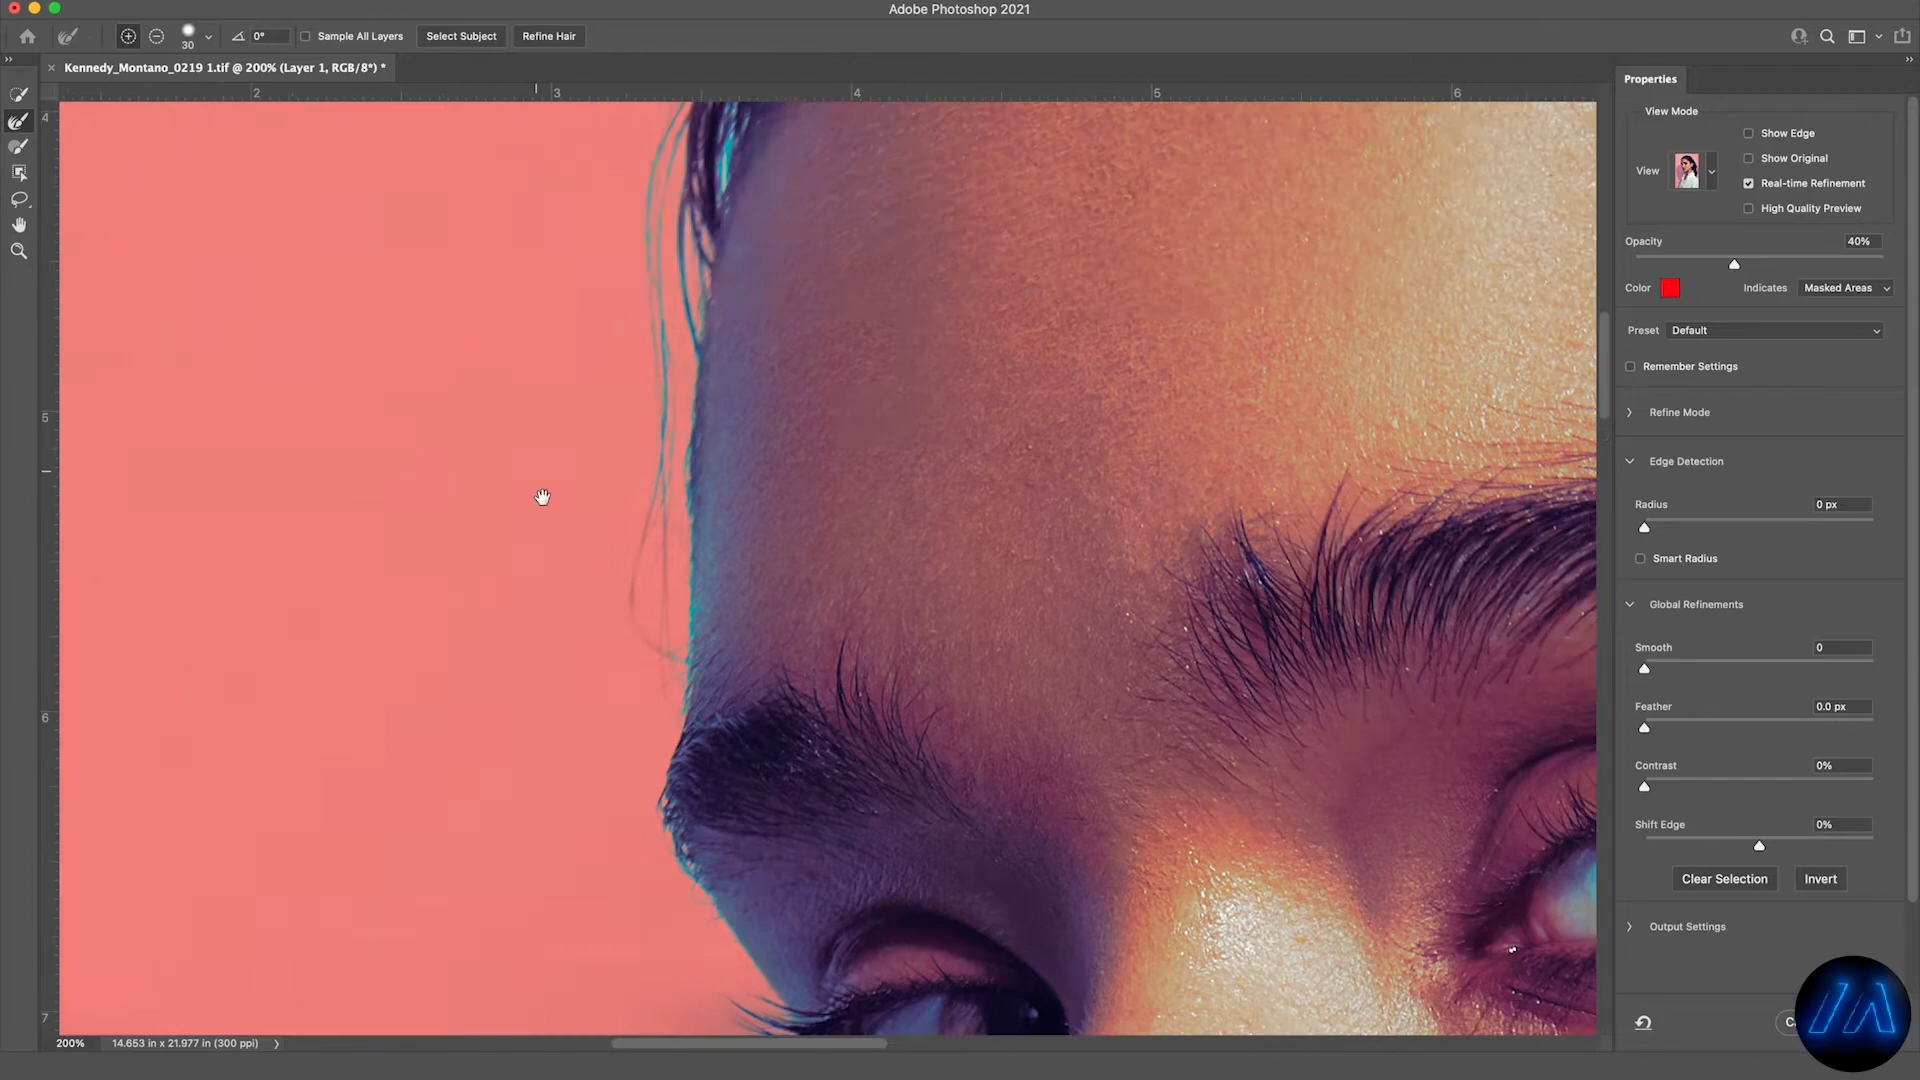 Adobe Photoshop 2021
30
0°
Sample All Layers
Select Subject
Refine Hair
Kennedy_Montano_0219 1.tif @ 200% (Layer 1, RGB/8*) *
2 3 4 5 6
4
5
6
7
Properties
View Mode
Show Edge
Show Original
View
Real-time Refinement
High Quality Preview
Opacity 40%
Color
Indicates Masked Areas
Preset Default
Remember Settings
Refine Mode
Edge Detection
Radius 0 px
Smart Radius
Global Refinements
Smooth 0
Feather 0.0 px
Contrast 0%
Shift Edge 0%
Clear Selection
Invert
Output Settings
200%
14.653 in x 21.977 in (300 ppi)